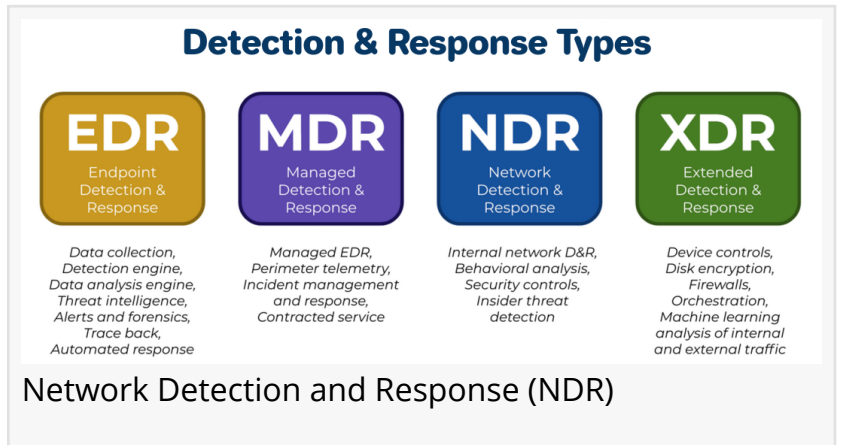 Detection & Response Types
EDR
Endpoint
Detection &
Response
Data collection,
Detection engine,
Data analysis engine,
Threat intelligence,
Alerts and forensics,
Trace back,
Automated response
MDR
Managed
Detection &
Response
Managed EDR,
Perimeter telemetry,
Incident management
and response,
Contracted service
NDR
Network
Detection &
Response
Internal network D&R,
Behavioral analysis,
Security controls,
Insider threat
detection
XDR
Extended
Detection &
Response
Device controls,
Disk encryption,
Firewalls,
Orchestration,
Machine learning
analysis of internal
and external traffic
Network Detection and Response (NDR)